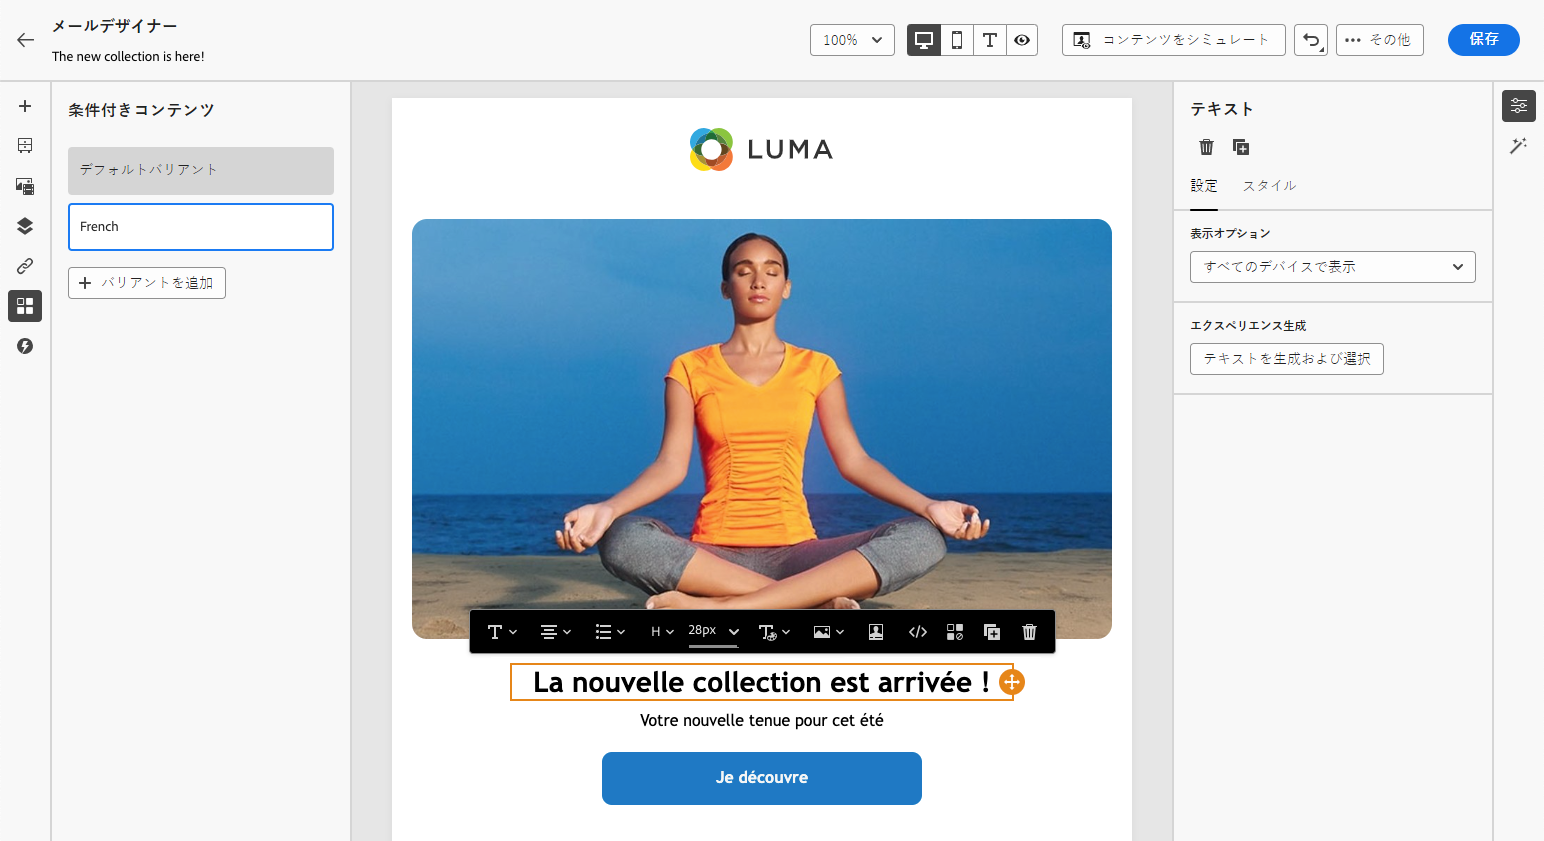 メールデザイナー
The new collection is here!
100%
コンテンツをシミュレート
その他
保存
条件付きコンテンツ
デフォルトバリアント
French
バリアントを追加
LUMA
H
28px
La nouvelle collection est arrivée !
Votre nouvelle tenue pour cet été
Je découvre
テキスト
設定 スタイル
表示オプション
すべてのデバイスで表示
エクスペリエンス生成
テキストを生成および選択